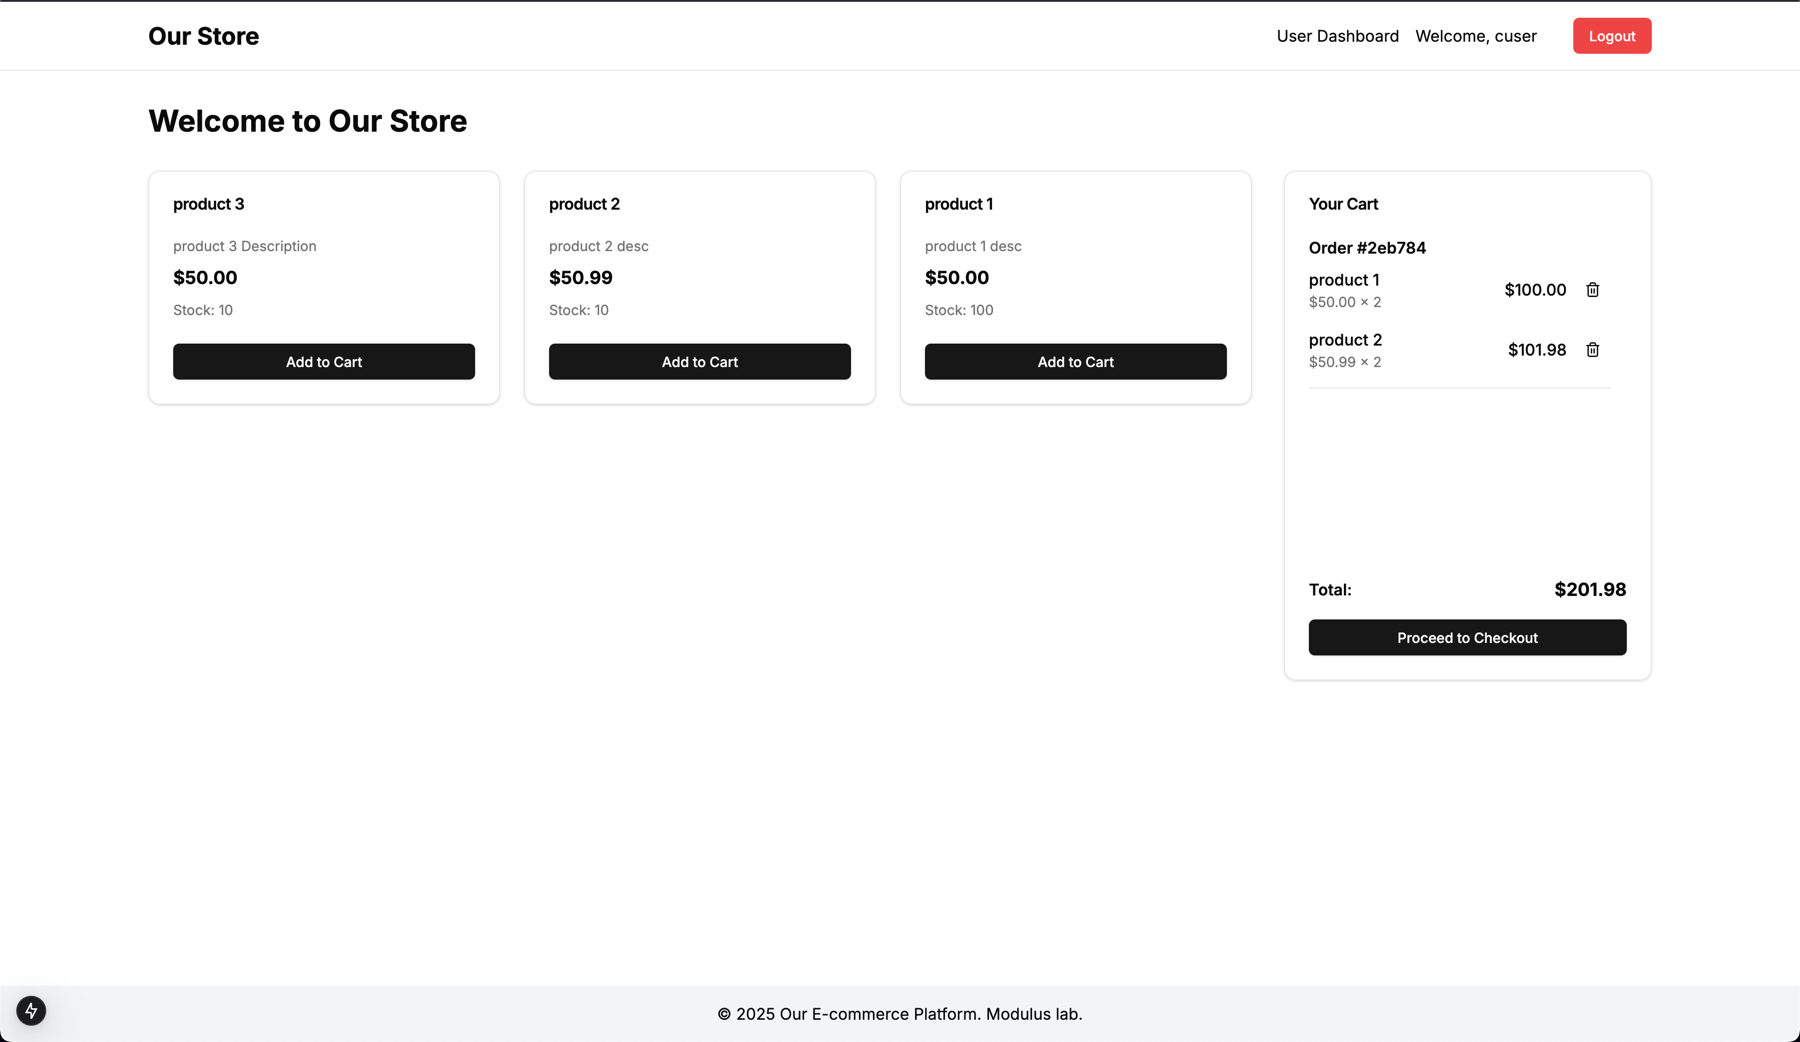 Our Store
User Dashboard Welcome, cuser Logout
Welcome to Our Store
product 3
product 3 Description
$50.00
Stock: 10
Add to Cart
product 2
product 2 desc
$50.99
Stock: 10
Add to Cart
product 1
product 1 desc
$50.00
Stock: 100
Add to Cart
Your Cart
Order #2eb784
product 1
$50.00 × 2
$100.00
product 2
$50.99 × 2
$101.98
Total: $201.98
Proceed to Checkout
© 2025 Our E-commerce Platform. Modulus lab.